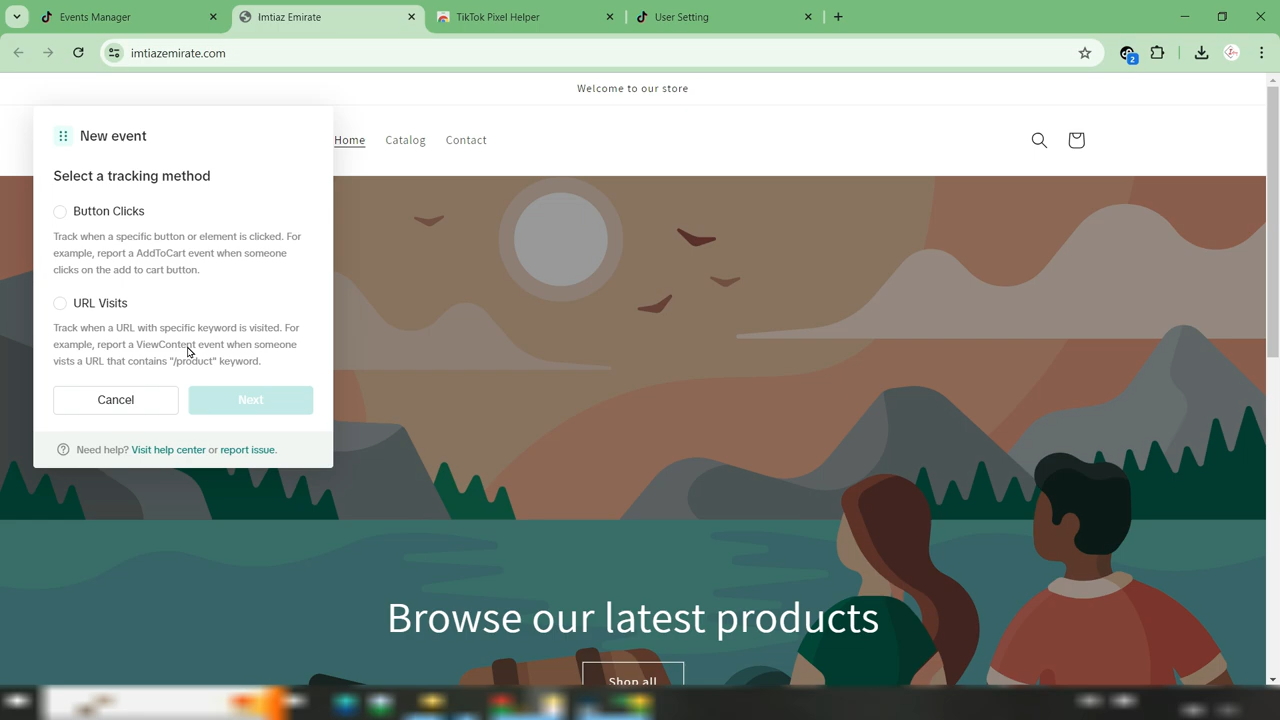 Events Manager
Imtiaz Emirate
TikTok Pixel Helper
User Setting
imtiazemirate.com
2
Welcome to our store
Home
Catalog
Contact
New event
Select a tracking method
Button Clicks
Track when a specific button or element is clicked. For
example, report a AddToCart event when someone
clicks on the add to cart button.
URL Visits
Track when a URL with specific keyword is visited. For
example, report a ViewContent event when someone
vists a URL that contains "/product" keyword.
Cancel
Next
Need help? Visit help center or report issue.
Browse our latest products
Shop all